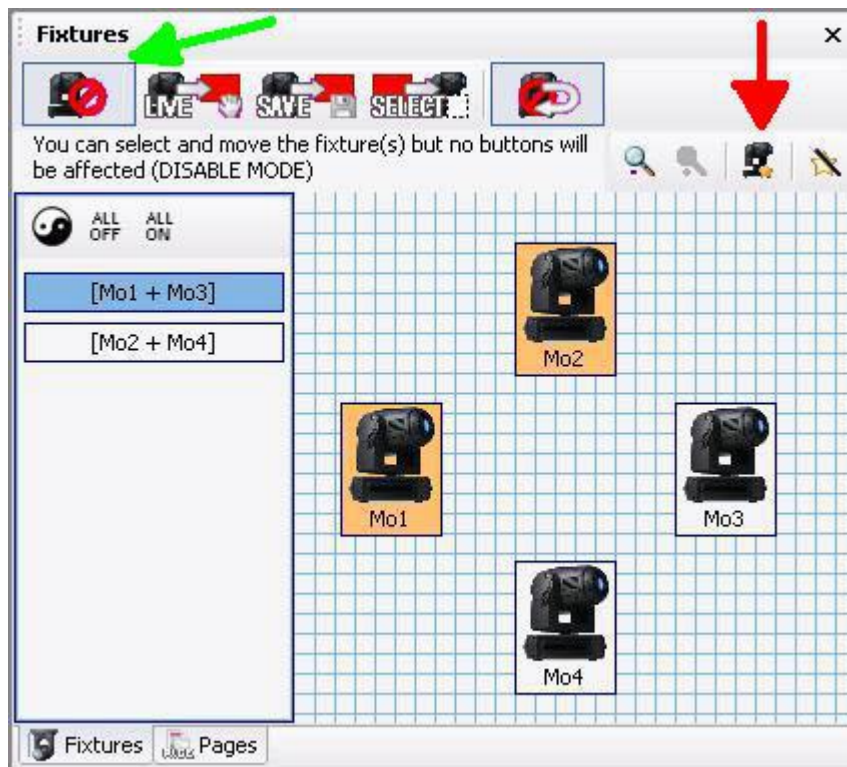 Fixtures
LIVE SAVE SELECT
You can select and move the fixture(s) but no buttons will
be affected (DISABLE MODE)
ALL OFF
ALL ON
[Mo1 + Mo3]
[Mo2 + Mo4]
Mo2
Mo1
Mo3
Mo4
Fixtures
Pages